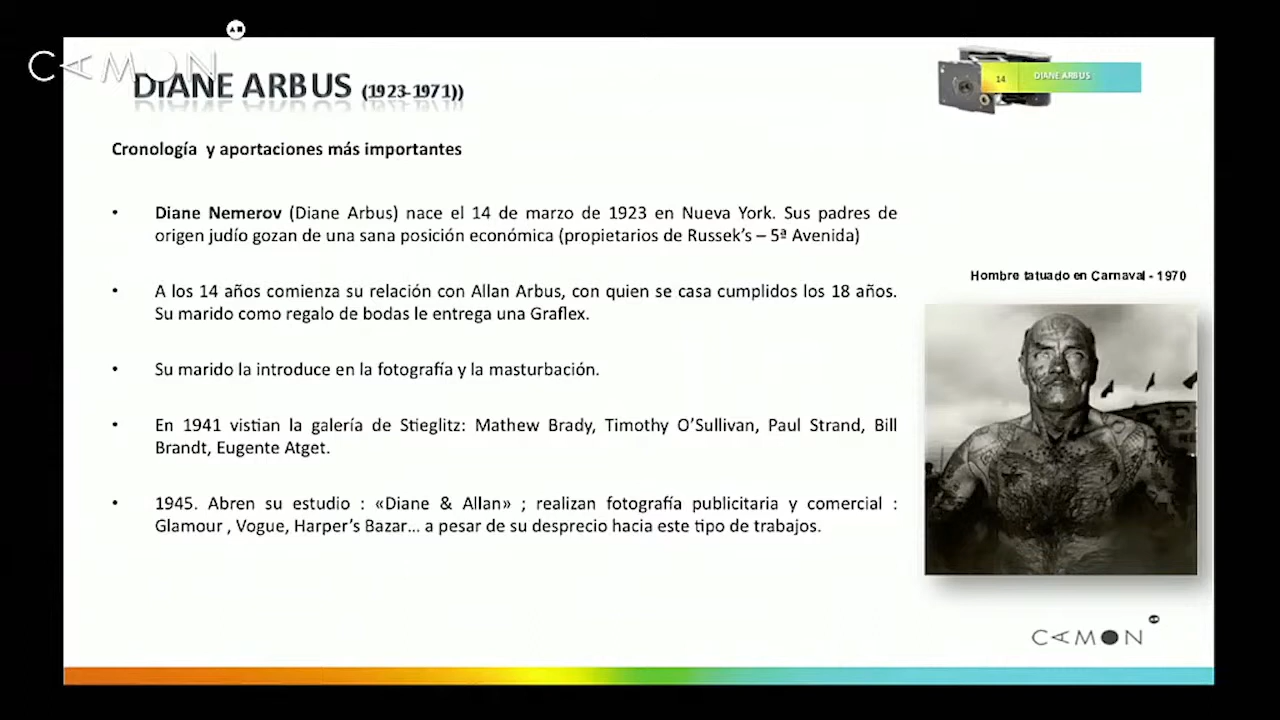 CAMON
DIANE ARBUS (1923-1971))
14
DIANE ARBUS
Cronología y aportaciones más importantes
• Diane Nemerov (Diane Arbus) nace el 14 de marzo de 1923 en Nueva York. Sus padres de
origen judío gozan de una sana posición económica (propietarios de Russek’s – 5ª Avenida)
• A los 14 años comienza su relación con Allan Arbus, con quien se casa cumplidos los 18 años.
Su marido como regalo de bodas le entrega una Graflex.
• Su marido la introduce en la fotografía y la masturbación.
• En 1941 vistian la galería de Stieglitz: Mathew Brady, Timothy O’Sullivan, Paul Strand, Bill
Brandt, Eugente Atget.
• 1945. Abren su estudio : «Diane & Allan» ; realizan fotografía publicitaria y comercial :
Glamour , Vogue, Harper’s Bazar… a pesar de su desprecio hacia este tipo de trabajos.
Hombre tatuado en Carnaval - 1970
CAMON